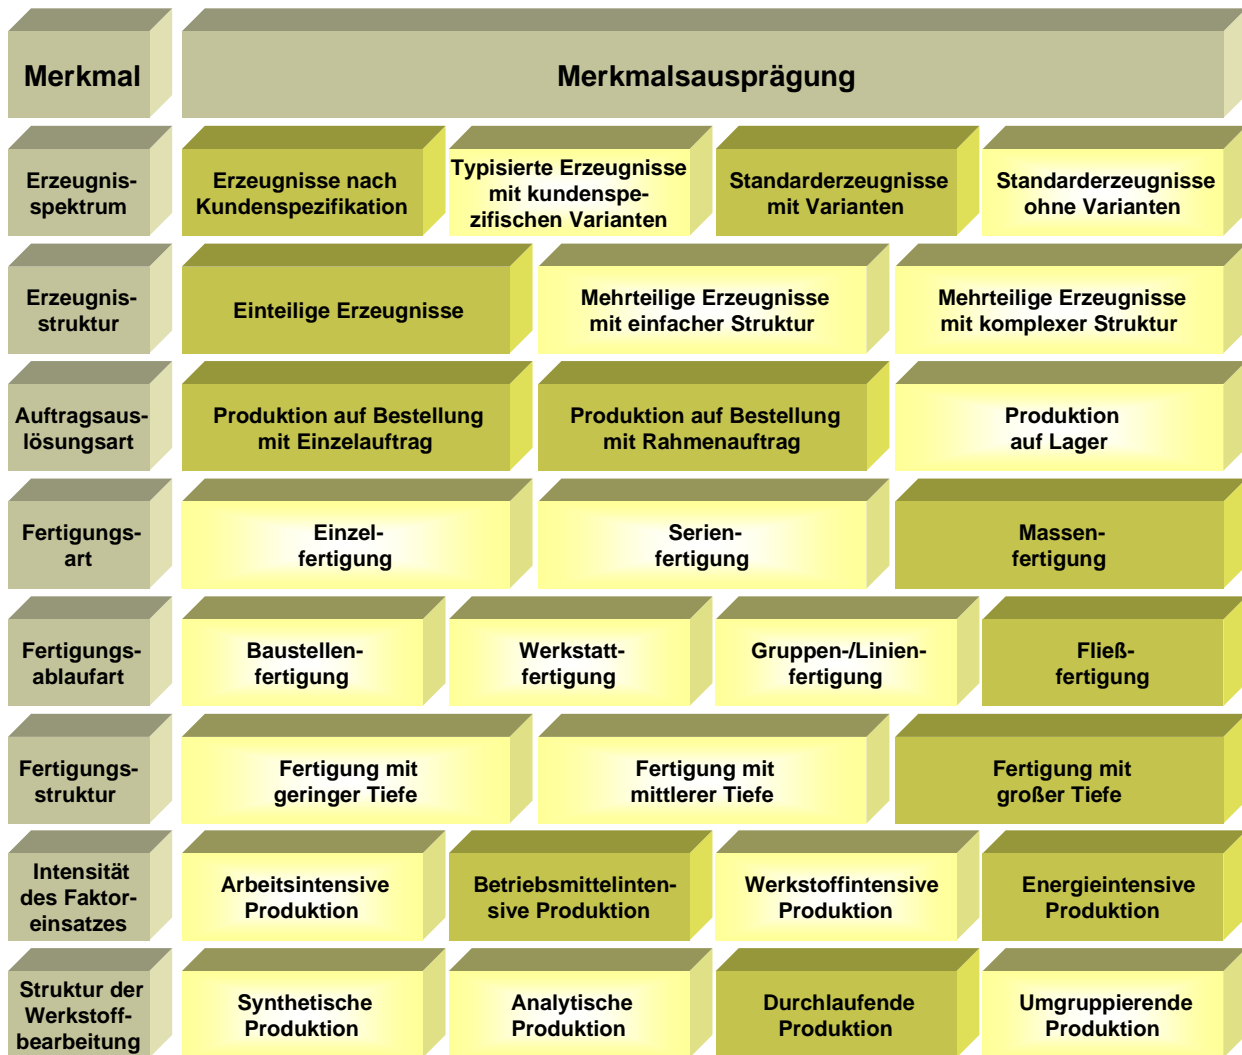 Merkmal
Merkmalsausprägung
Erzeugnis-
spektrum
Erzeugnisse nach
Kundenspezifikation
Typisierte Erzeugnisse
mit kundenspe-
zifischen Varianten
Standarderzeugnisse
mit Varianten
Standarderzeugnisse
ohne Varianten
Erzeugnis-
struktur
Einteilige Erzeugnisse
Mehrteilige Erzeugnisse
mit einfacher Struktur
Mehrteilige Erzeugnisse
mit komplexer Struktur
Auftragsaus-
lösungsart
Produktion auf Bestellung
mit Einzelauftrag
Produktion auf Bestellung
mit Rahmenauftrag
Produktion
auf Lager
Fertigungs-
art
Einzel-
fertigung
Serien-
fertigung
Massen-
fertigung
Fertigungs-
ablaufart
Baustellen-
fertigung
Werkstatt-
fertigung
Gruppen-/Linien-
fertigung
Fließ-
fertigung
Fertigungs-
struktur
Fertigung mit
geringer Tiefe
Fertigung mit
mittlerer Tiefe
Fertigung mit
großer Tiefe
Intensität
des Faktor-
einsatzes
Arbeitsintensive
Produktion
Betriebsmittelinten-
sive Produktion
Werkstoffintensive
Produktion
Energieintensive
Produktion
Struktur der
Werkstoff-
bearbeitung
Synthetische
Produktion
Analytische
Produktion
Durchlaufende
Produktion
Umgruppierende
Produktion